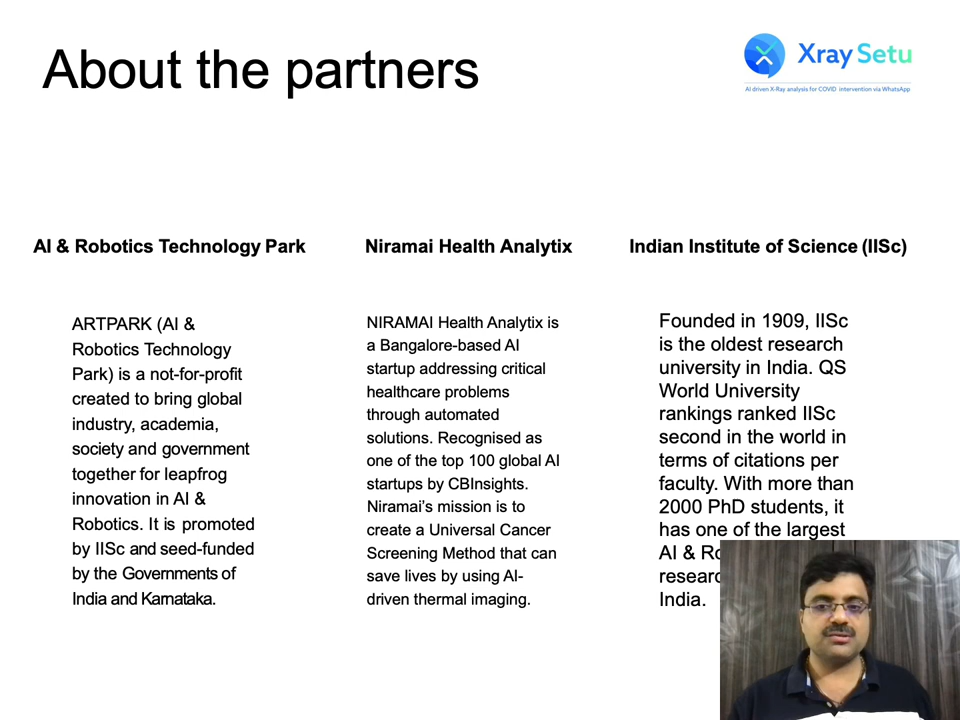 About the partners
Xray Setu
AI driven X-Ray analysis for COVID intervention via WhatsApp
AI & Robotics Technology Park
ARTPARK (AI &
Robotics Technology
Park) is a not-for-profit
created to bring global
industry, academia,
society and government
together for leapfrog
innovation in AI &
Robotics. It is promoted
by IISc and seed-funded
by the Governments of
India and Karnataka.
Niramai Health Analytix
NIRAMAI Health Analytix is
a Bangalore-based AI
startup addressing critical
healthcare problems
through automated
solutions. Recognised as
one of the top 100 global AI
startups by CBInsights.
Niramai’s mission is to
create a Universal Cancer
Screening Method that can
save lives by using AI-
driven thermal imaging.
Indian Institute of Science (IISc)
Founded in 1909, IISc
is the oldest research
university in India. QS
World University
rankings ranked IISc
second in the world in
terms of citations per
faculty. With more than
2000 PhD students, it
has one of the largest
AI &
India.